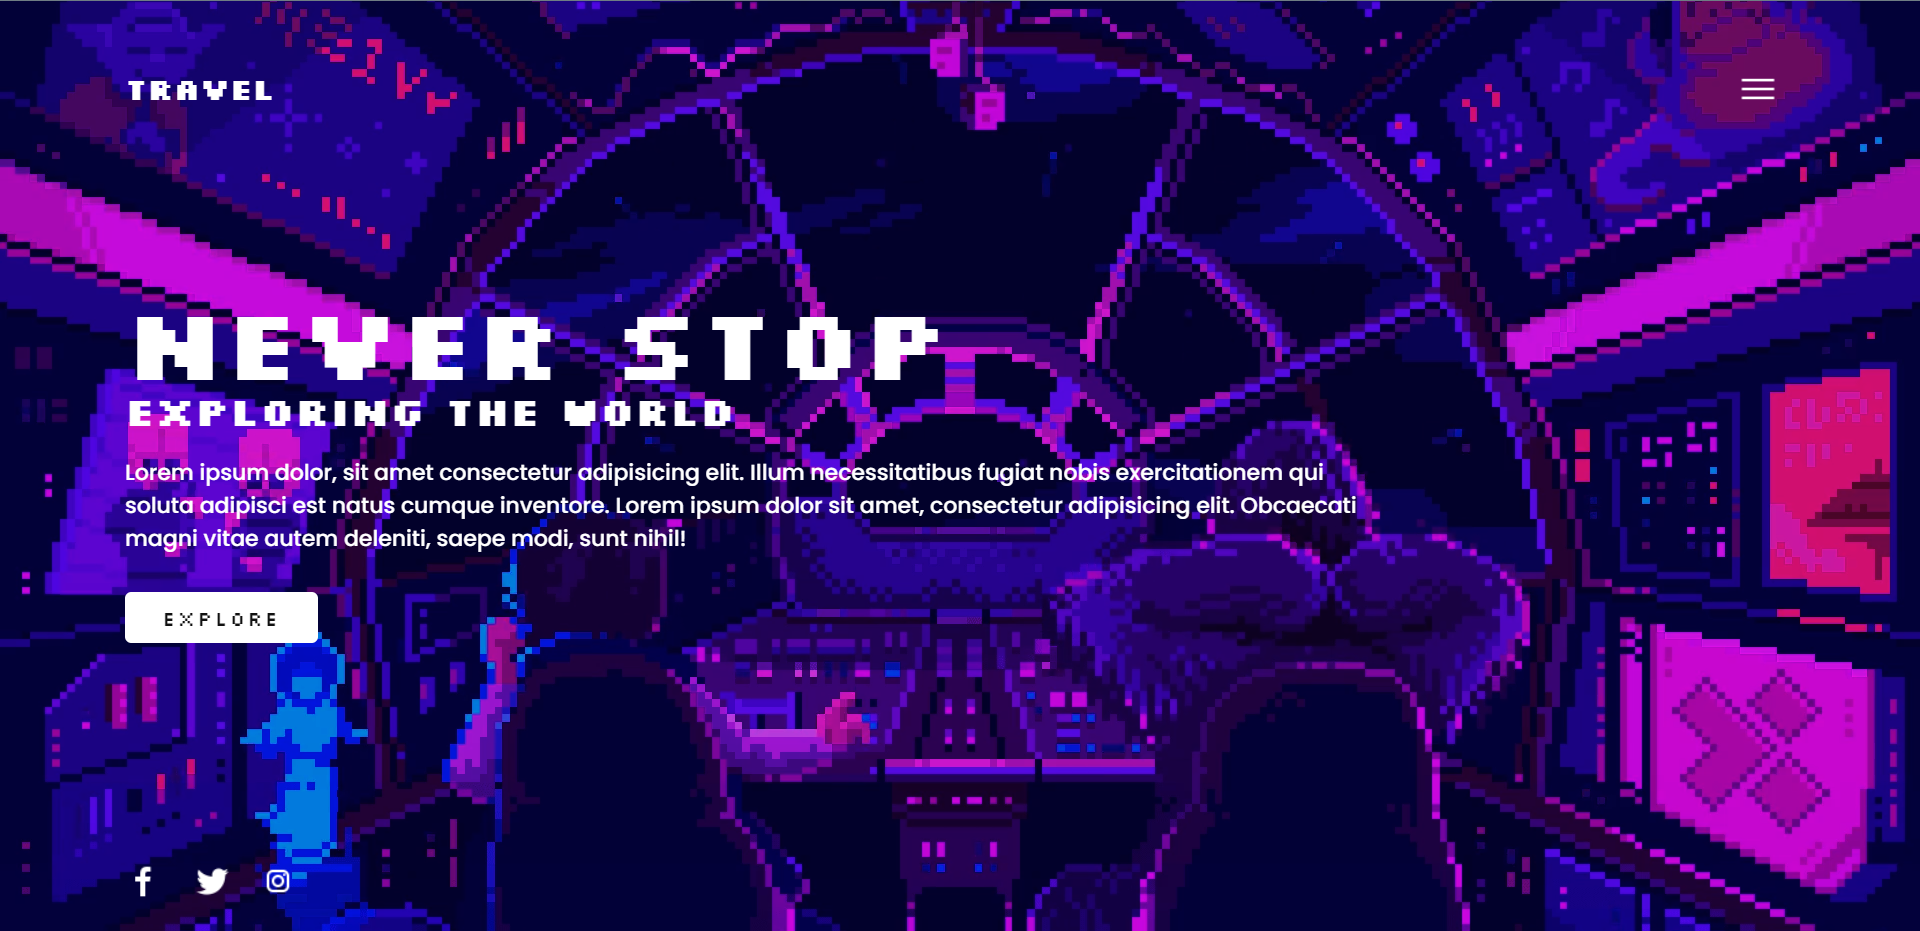 TRAVEL
NEVER STOP
EXPLORING THE WORLD
Lorem ipsum dolor, sit amet consectetur adipisicing elit. Illum necessitatibus fugiat nobis exercitationem qui
soluta adipisci est natus cumque inventore. Lorem ipsum dolor sit amet, consectetur adipisicing elit. Obcaecati
magni vitae autem deleniti, saepe modi, sunt nihil!
EXPLORE